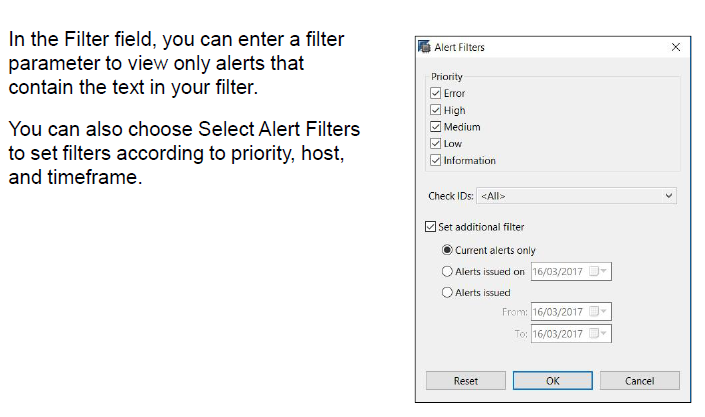 In the Filter field, you can enter a filter
parameter to view only alerts that
contain the text in your filter.
You can also choose Select Alert Filters
to set filters according to priority, host,
and timeframe.
Alert Filters
Priority
Error
High
Medium
Low
Information
Check IDs: <All>
Set additional filter
Current alerts only
Alerts issued on 16/03/2017
Alerts issued
From: 16/03/2017
To: 16/03/2017
Reset OK Cancel